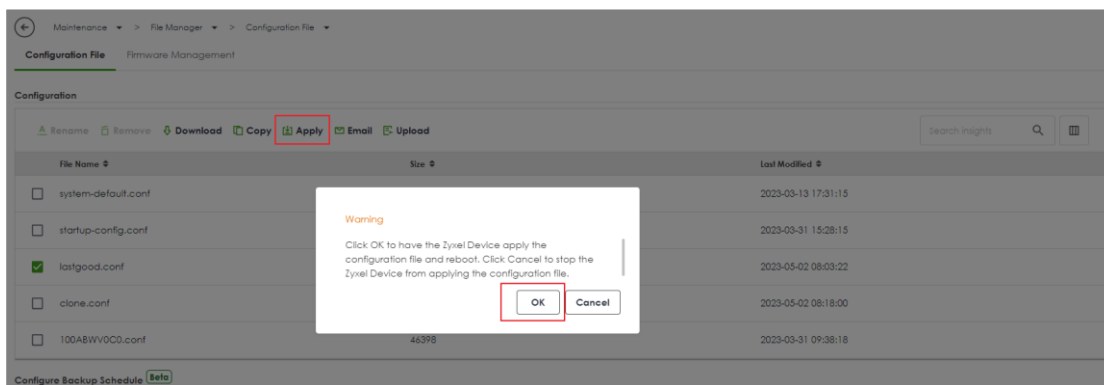 Maintenance > File Manager > Configuration File
Configuration File Firmware Management
Configuration
Rename Remove Download Copy Apply Email Upload Search insights
File Name Size Last Modified
system-default.conf 2023-03-13 17:31:15
startup-config.conf 2023-03-31 15:28:15
lastgood.conf 2023-05-02 08:03:22
clone.conf 2023-05-02 08:18:00
100ABWV0C0.conf 46398 2023-03-31 09:38:18
Warning
Click OK to have the Zyxel Device apply the
configuration file and reboot. Click Cancel to stop the
Zyxel Device from applying the configuration file.
OK Cancel
Configure Backup Schedule Beta